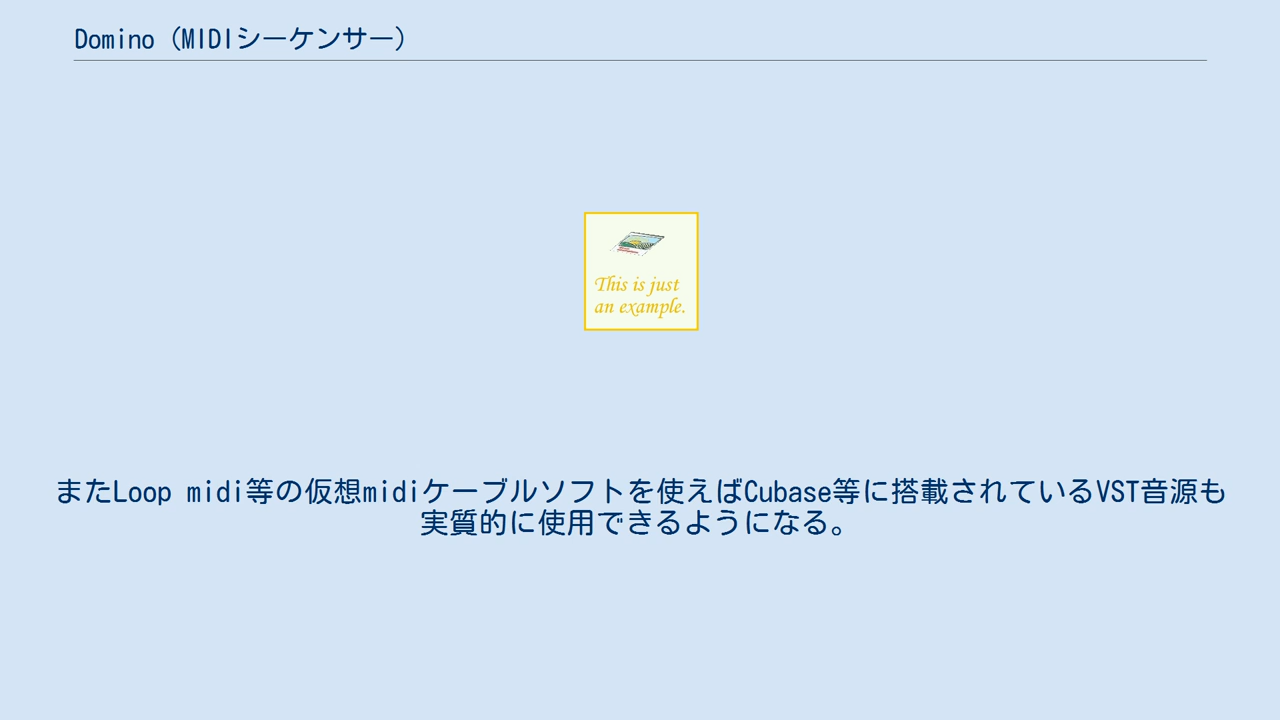 Domino（MIDIシーケンサー）
This is just
an example.
またLoop midi等の仮想midiケーブルソフトを使えばCubase等に搭載されているVST音源も
実質的に使用できるようになる。